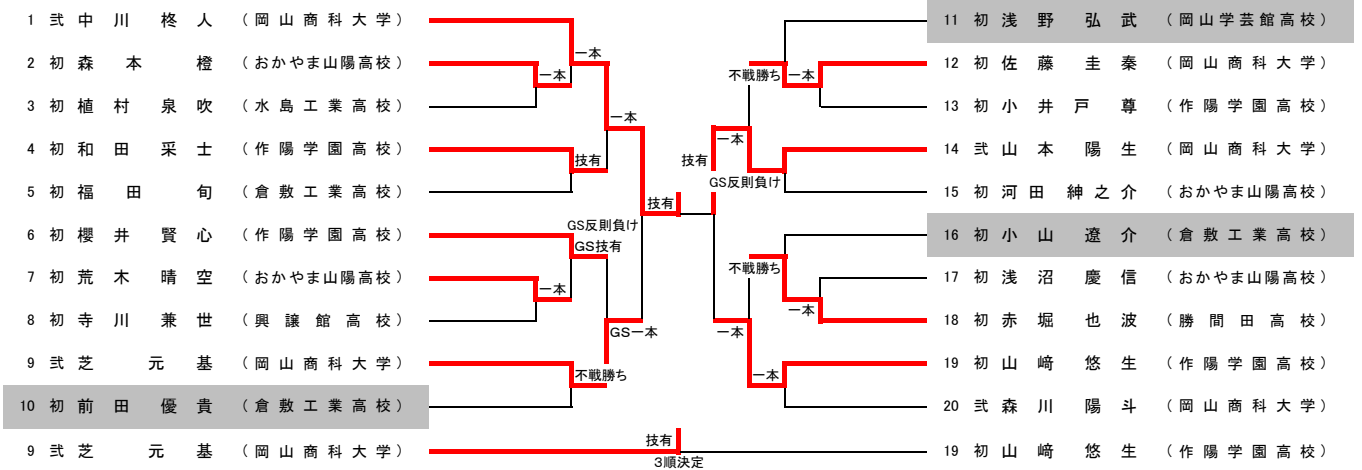 1 弐 中川 柊人 (岡山商科大学)
2 初 森本 橙 (おかやま山陽高校)
3 初 植村 泉吹 (水島工業高校)
4 初 和田 采士 (作陽学園高校)
5 初 福田 旬 (倉敷工業高校)
6 初 櫻井 賢心 (作陽学園高校)
7 初 荒木 晴空 (おかやま山陽高校)
8 初 寺川 兼世 (興譲館高校)
9 弐 芝 元基 (岡山商科大学)
10 初 前田 優貴 (倉敷工業高校)
9 弐 芝 元基 (岡山商科大学)
一本
一本
一本
技有
技有
GS反則負け
GS技有
一本
GS一本
不戦勝ち
技有
3順決定
不戦勝ち
一本
一本
技有
GS反則負け
不戦勝ち
一本
一本
一本
11 初 浅野 弘武 (岡山学芸館高校)
12 初 佐藤 圭秦 (岡山商科大学)
13 初 小井戸 尊 (作陽学園高校)
14 弐 山本 陽生 (岡山商科大学)
15 初 河田 紳之介 (おかやま山陽高校)
16 初 小山 遼介 (倉敷工業高校)
17 初 浅沼 慶信 (おかやま山陽高校)
18 初 赤堀 也波 (勝間田高校)
19 初 山﨑 悠生 (作陽学園高校)
20 弐 森川 陽斗 (岡山商科大学)
19 初 山﨑 悠生 (作陽学園高校)